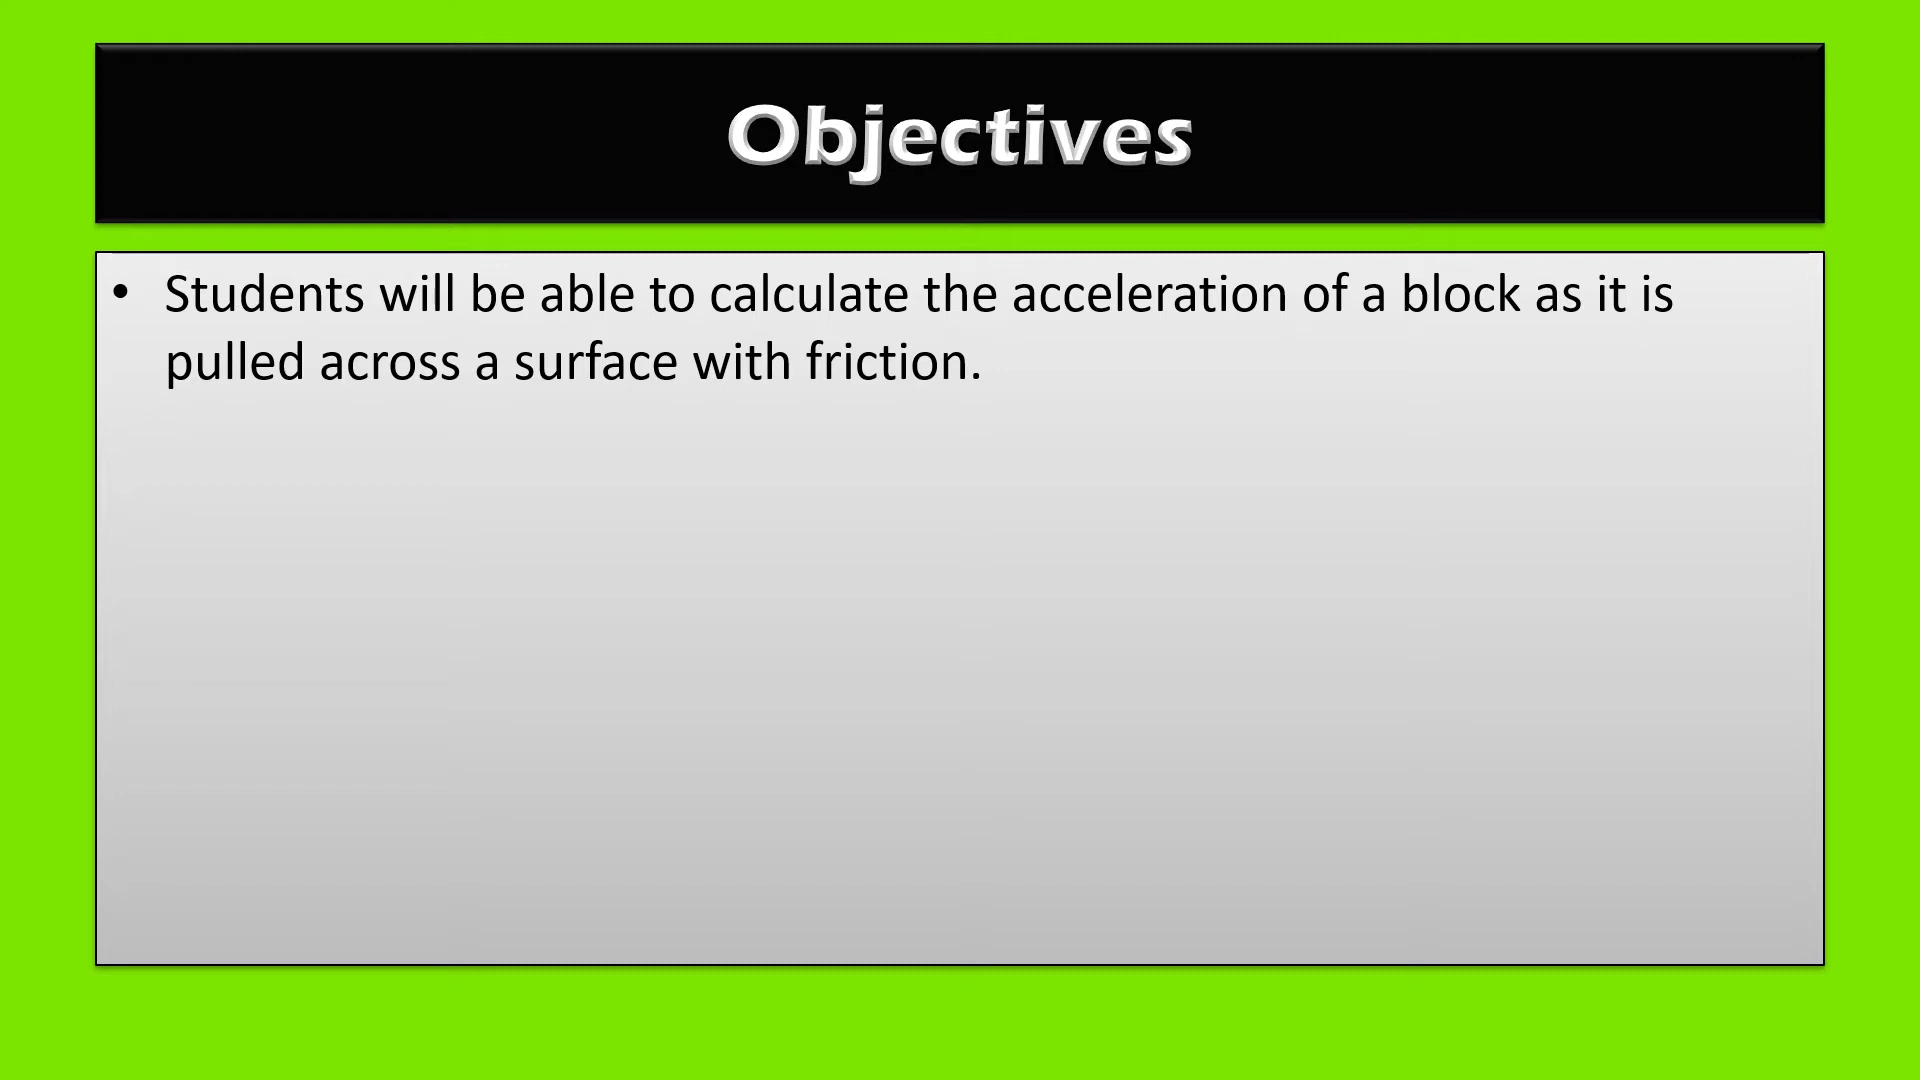 Objectives
• Students will be able to calculate the acceleration of a block as it is
pulled across a surface with friction.